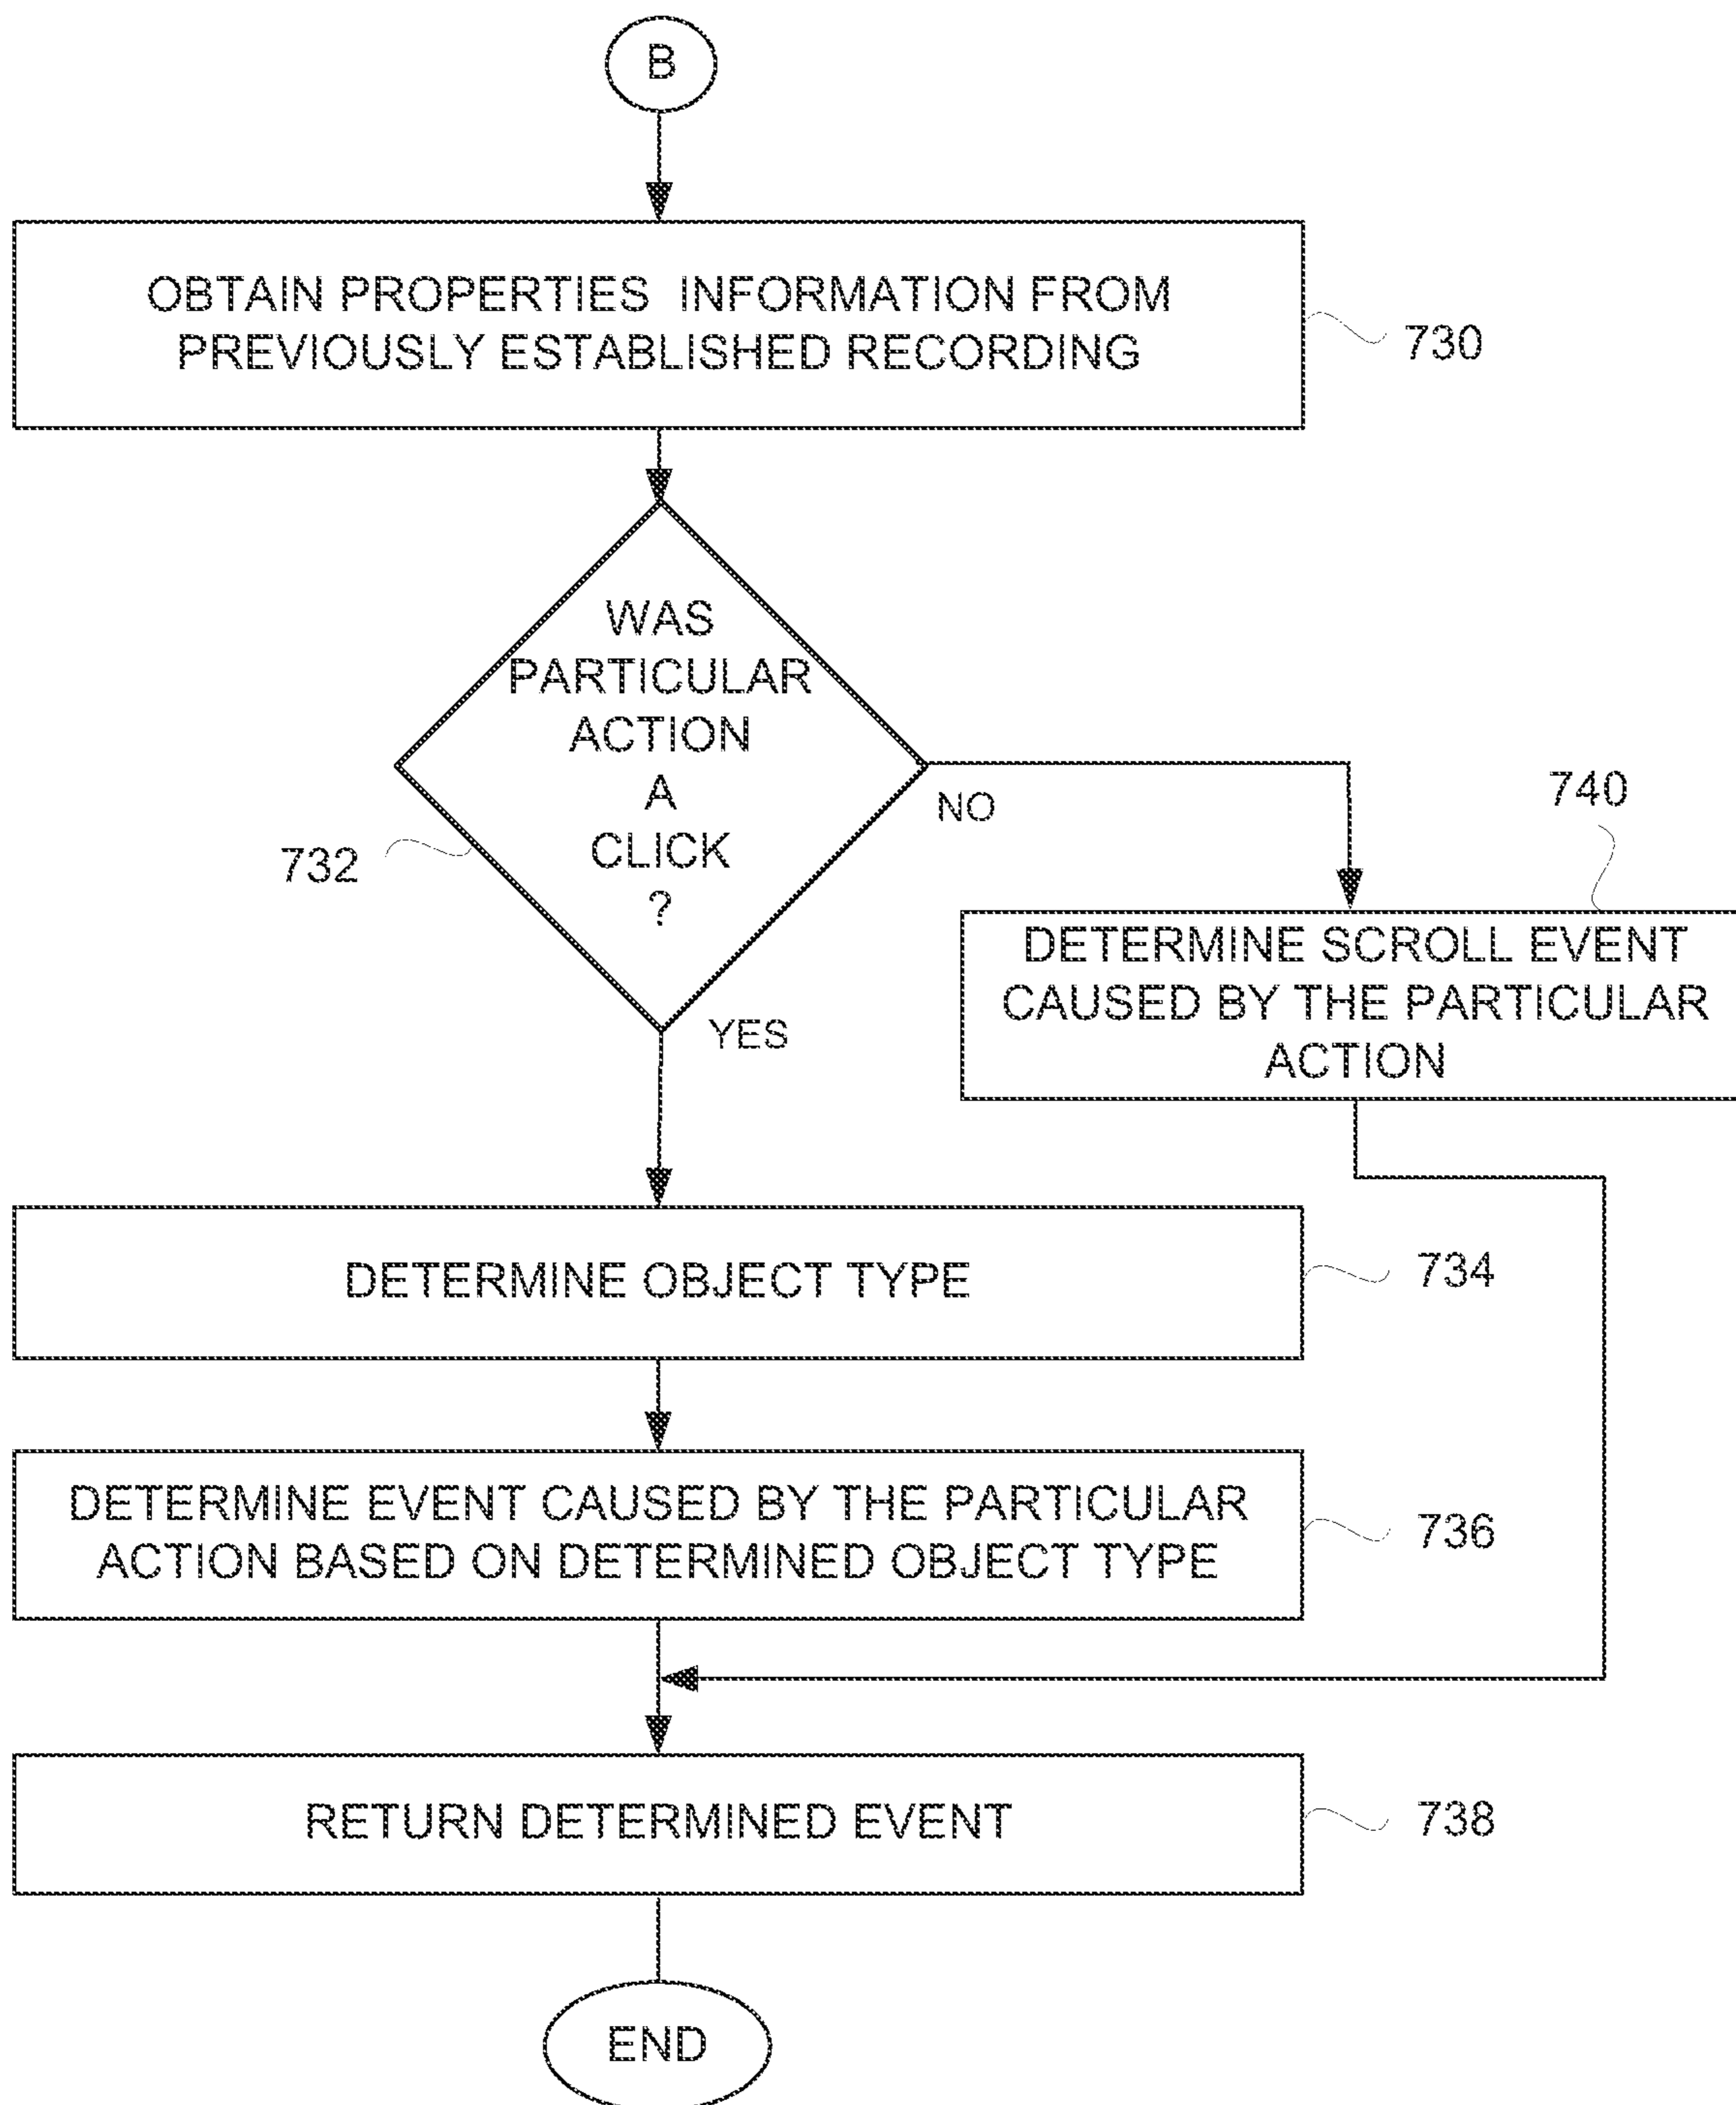 B
OBTAIN PROPERTIES INFORMATION FROM
PREVIOUSLY ESTABLISHED RECORDING
730
WAS
PARTICULAR
ACTION
A
CLICK
?
732
NO
YES
740
DETERMINE SCROLL EVENT
CAUSED BY THE PARTICULAR
ACTION
DETERMINE OBJECT TYPE
734
DETERMINE EVENT CAUSED BY THE PARTICULAR
ACTION BASED ON DETERMINED OBJECT TYPE
736
RETURN DETERMINED EVENT
738
END